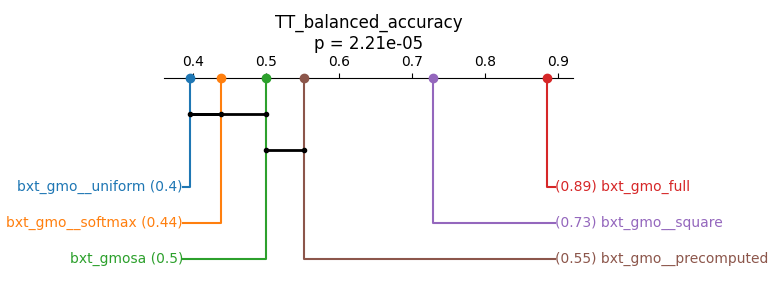 TT_balanced_accuracy
p = 2.21e-05
0.4 0.5 0.6 0.7 0.8 0.9
bxt_gmo__uniform (0.4)
(0.89) bxt_gmo_full
bxt_gmo__softmax (0.44)
(0.73) bxt_gmo__square
bxt_gmosa (0.5)
(0.55) bxt_gmo__precomputed